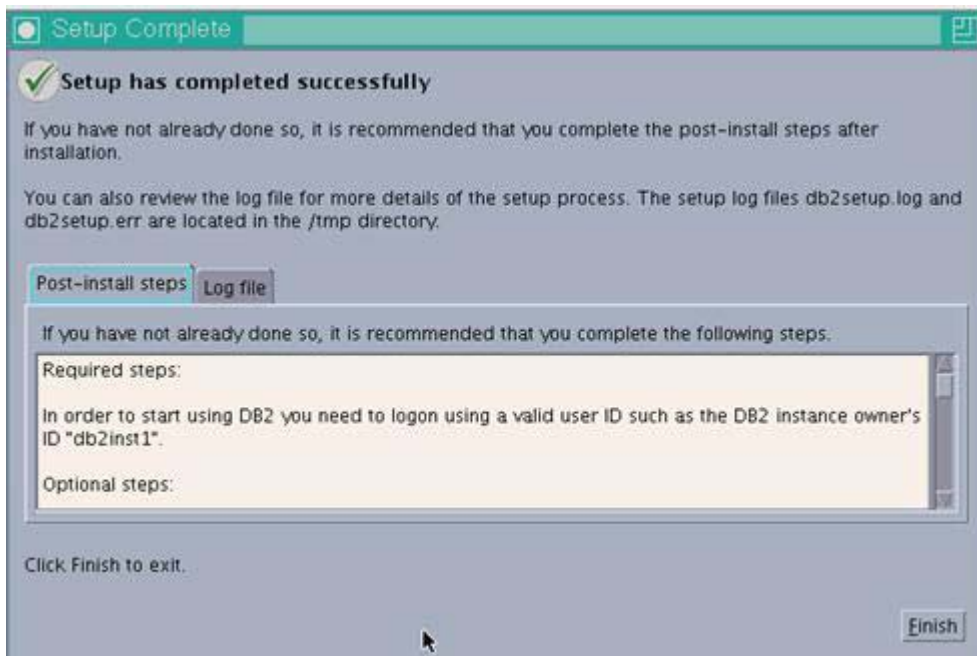 Setup Complete
Setup has completed successfully
If you have not already done so, it is recommended that you complete the post-install steps after
installation.
You can also review the log file for more details of the setup process. The setup log files db2setup.log and
db2setup.err are located in the /tmp directory.
Post-install steps
Log file
If you have not already done so, it is recommended that you complete the following steps.
Required steps:
In order to start using DB2 you need to logon using a valid user ID such as the DB2 instance owner's
ID "db2inst1".
Optional steps:
Click Finish to exit.
Finish